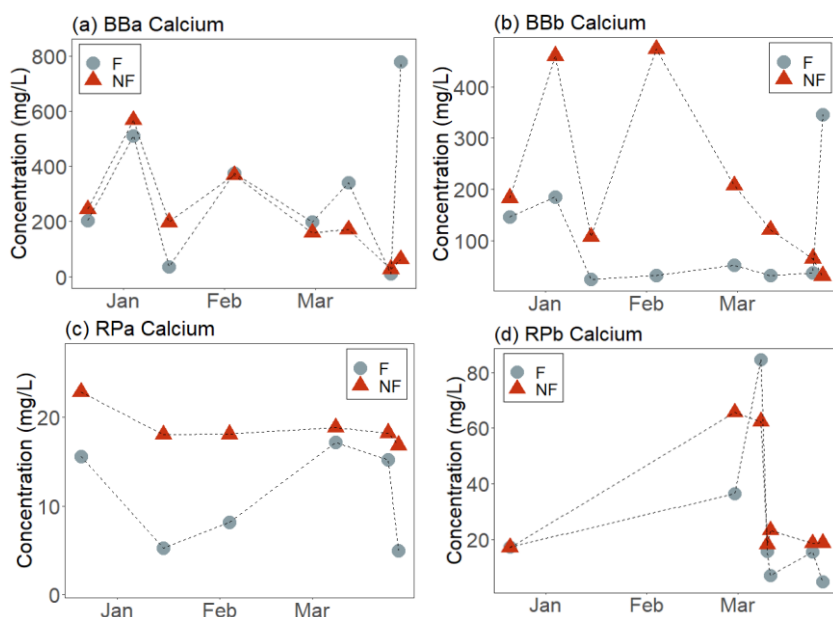 (a) BBa Calcium
Concentration (mg/L)
800
600
400
200
0
F
NF
Jan Feb Mar
(b) BBb Calcium
Concentration (mg/L)
400
300
200
100
F
NF
Jan Feb Mar
(c) RPa Calcium
Concentration (mg/L)
20
10
0
F
NF
Jan Feb Mar
(d) RPb Calcium
Concentration (mg/L)
80
60
40
20
F
NF
Jan Feb Mar